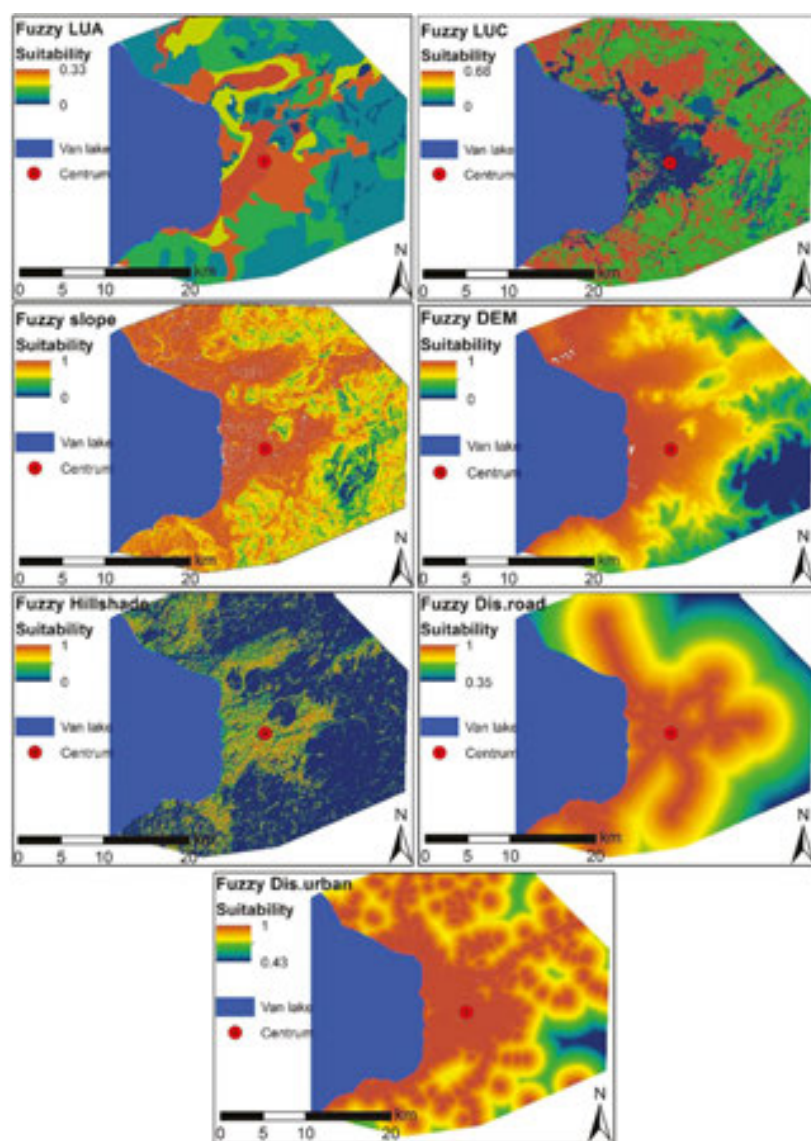 Fuzzy LUA
Suitability
0.33
0
Van lake
Centrum
N
km
0 5 10 20
Fuzzy LUC
Suitability
0.68
0
Van lake
Centrum
N
km
0 5 10 20
Fuzzy slope
Suitability
1
0
Van lake
Centrum
N
km
0 5 10 20
Fuzzy DEM
Suitability
1
0
Van lake
Centrum
N
km
0 5 10 20
Fuzzy Hillshade
Suitability
1
0
Van lake
Centrum
N
km
0 5 10 20
Fuzzy Dis.road
Suitability
1
0.35
Van lake
Centrum
N
km
0 5 10 20
Fuzzy Dis.urban
Suitability
1
0.43
Van lake
Centrum
N
km
0 5 10 20